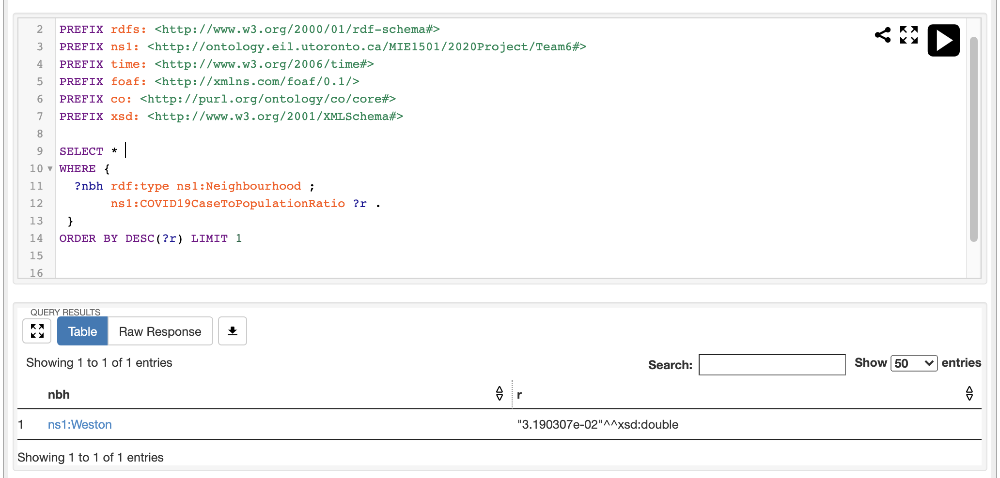 2 PREFIX rdfs: <http://www.w3.org/2000/01/rdf-schema#>
3 PREFIX ns1: <http://ontology.eil.utoronto.ca/MIE1501/2020Project/Team6#>
4 PREFIX time: <http://www.w3.org/2006/time#>
5 PREFIX foaf: <http://xmlns.com/foaf/0.1/>
6 PREFIX co: <http://purl.org/ontology/co/core#>
7 PREFIX xsd: <http://www.w3.org/2001/XMLSchema#>
8
9 SELECT *
10 WHERE {
11 ?nbh rdf:type ns1:Neighbourhood ;
12 ns1:COVID19CaseToPopulationRatio ?r .
13 }
14 ORDER BY DESC(?r) LIMIT 1
15
16
QUERY RESULTS
Table Raw Response
Showing 1 to 1 of 1 entries Search: Show 50 entries
nbh r
1 ns1:Weston "3.190307e-02"^^xsd:double
Showing 1 to 1 of 1 entries